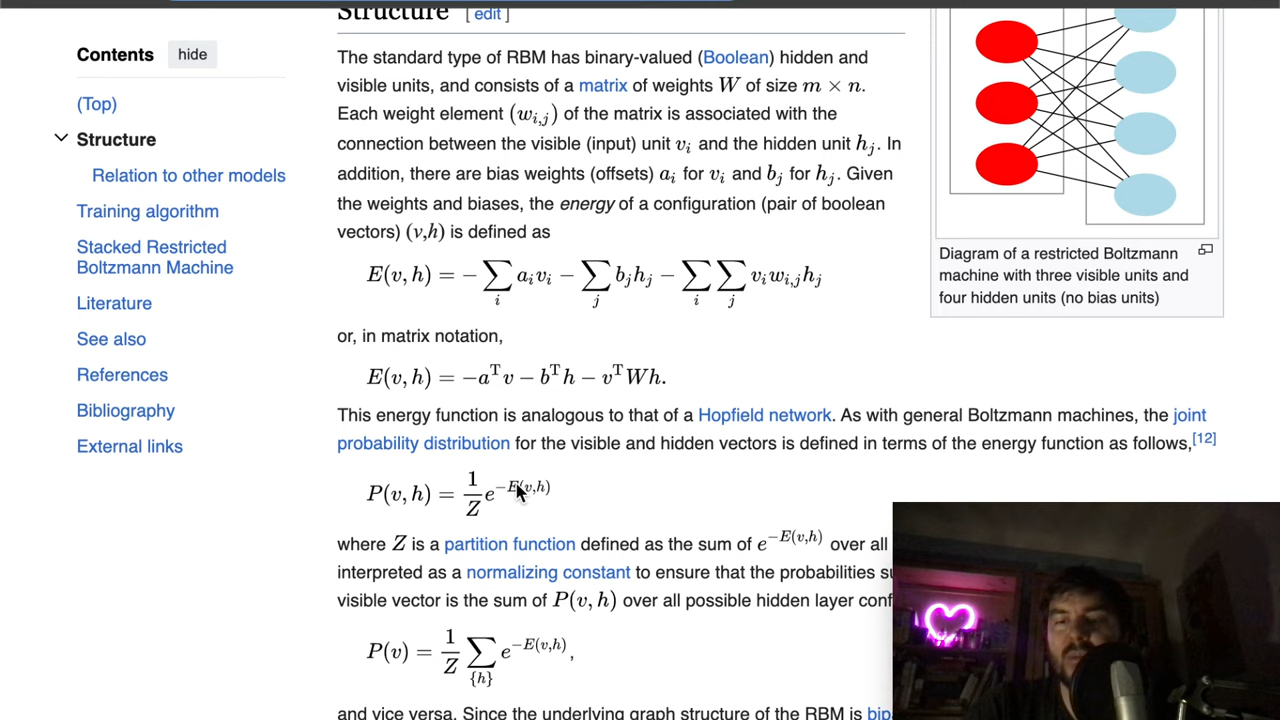 Structure [ edit ]
Contents hide
(Top)
Structure
Relation to other models
Training algorithm
Stacked Restricted
Boltzmann Machine
Literature
See also
References
Bibliography
External links
The standard type of RBM has binary-valued (Boolean) hidden and
visible units, and consists of a matrix of weights W of size m × n.
Each weight element (w_{i,j}) of the matrix is associated with the
connection between the visible (input) unit v_i and the hidden unit h_j. In
addition, there are bias weights (offsets) a_i for v_i and b_j for h_j. Given
the weights and biases, the energy of a configuration (pair of boolean
vectors) (v,h) is defined as
E(v, h) = −∑_i a_i v_i − ∑_j b_j h_j − ∑_i ∑_j v_i w_{i,j} h_j
or, in matrix notation,
E(v, h) = −a^T v − b^T h − v^T Wh.
This energy function is analogous to that of a Hopfield network. As with general Boltzmann machines, the joint
probability distribution for the visible and hidden vectors is defined in terms of the energy function as follows,[12]
P(v, h) = 1/Z e^{−E(v,h)}
where Z is a partition function defined as the sum of e^{−E(v,h)} over all
interpreted as a normalizing constant to ensure that the probabilities
visible vector is the sum of P(v, h) over all possible hidden layer
P(v) = 1/Z ∑_{{h}} e^{−E(v,h)},
and vice versa. Since the underlying graph structure of the RBM is
Diagram of a restricted Boltzmann
machine with three visible units and
four hidden units (no bias units)